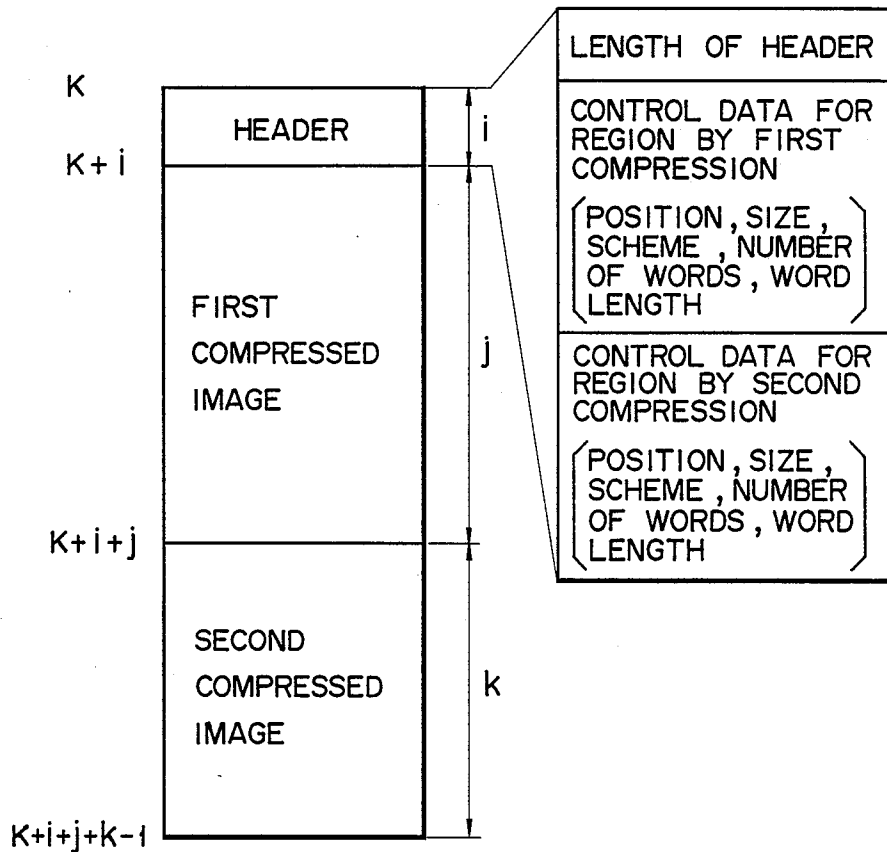 K
HEADER
i
K+i
FIRST
COMPRESSED
IMAGE
j
K+i+j
SECOND
COMPRESSED
IMAGE
k
K+i+j+k-1
LENGTH OF HEADER
CONTROL DATA FOR
REGION BY FIRST
COMPRESSION
(POSITION, SIZE,
SCHEME, NUMBER
OF WORDS, WORD
LENGTH)
CONTROL DATA FOR
REGION BY SECOND
COMPRESSION
(POSITION, SIZE,
SCHEME, NUMBER
OF WORDS, WORD
LENGTH)